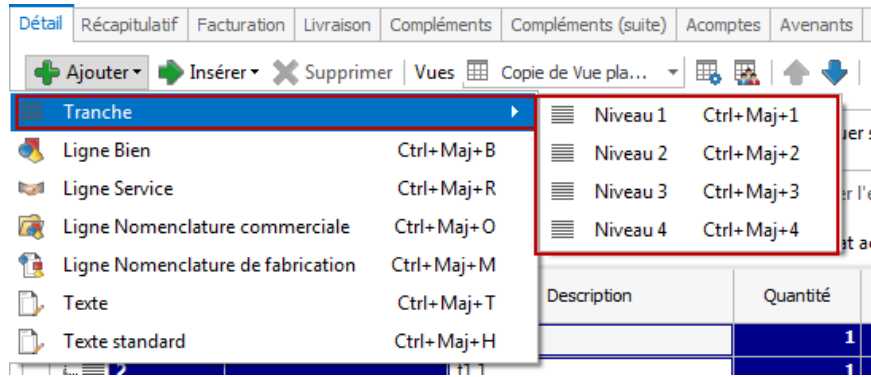 Détail Récapitulatif Facturation Livraison Compléments Compléments (suite) Acomptes Avenants
Ajouter Insérer Supprimer Vues Copie de Vue pla...
Tranche
Niveau 1 Ctrl+Maj+1
Ligne Bien Ctrl+Maj+B
Niveau 2 Ctrl+Maj+2
Ligne Service Ctrl+Maj+R
Niveau 3 Ctrl+Maj+3
Ligne Nomenclature commerciale Ctrl+Maj+O
Niveau 4 Ctrl+Maj+4
Ligne Nomenclature de fabrication Ctrl+Maj+M
Texte Ctrl+Maj+T
Description Quantité
Texte standard Ctrl+Maj+H
1
2 t1.1 1